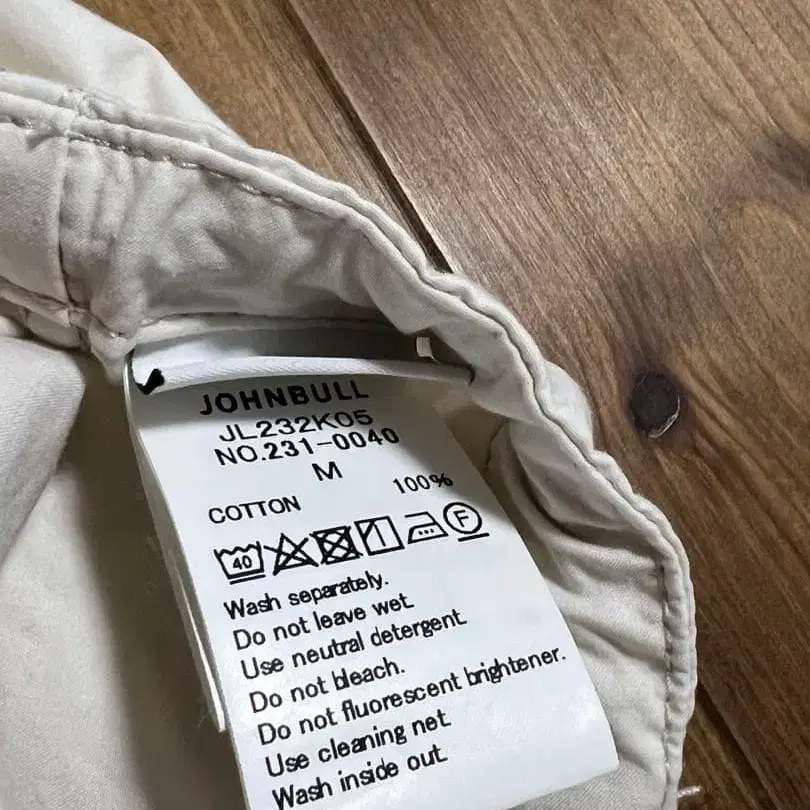 JOHNBULL
JL232K05
NO.231-0040
M
COTTON 100%
40 F
Wash separately.
Do not leave wet.
Use neutral detergent.
Do not bleach.
Do not fluorescent brightener.
Use cleaning net.
Wash inside out.